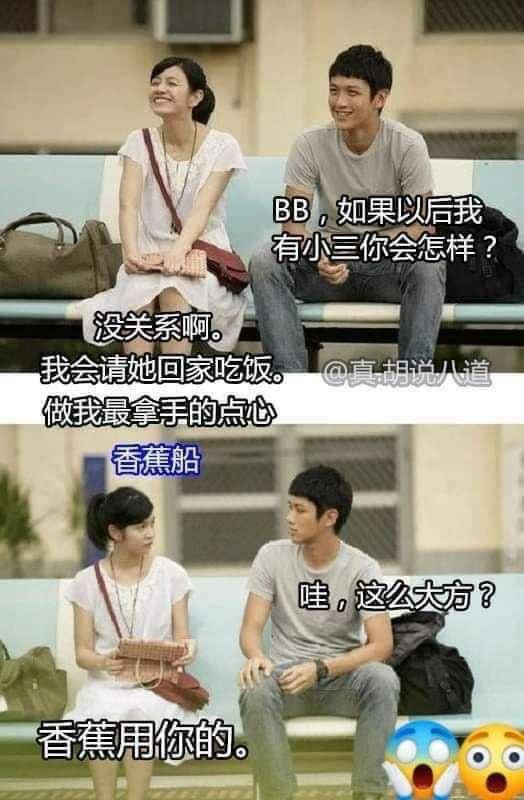 BB，如果以后我
有小三你会怎样？
没关系啊。
我会请她回家吃饭。
@真.胡说八道
做我最拿手的点心
香蕉船
哇，这么大方？
香蕉用你的。